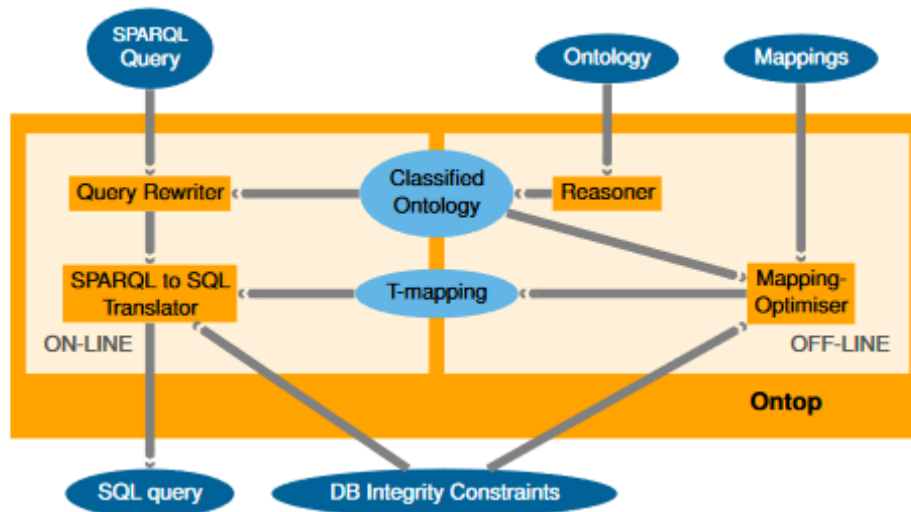 SPARQL
Query
Ontology
Mappings
Query Rewriter
Classified
Ontology
Reasoner
SPARQL to SQL
Translator
T-mapping
Mapping-
Optimiser
ON-LINE
OFF-LINE
Ontop
SQL query
DB Integrity Constraints